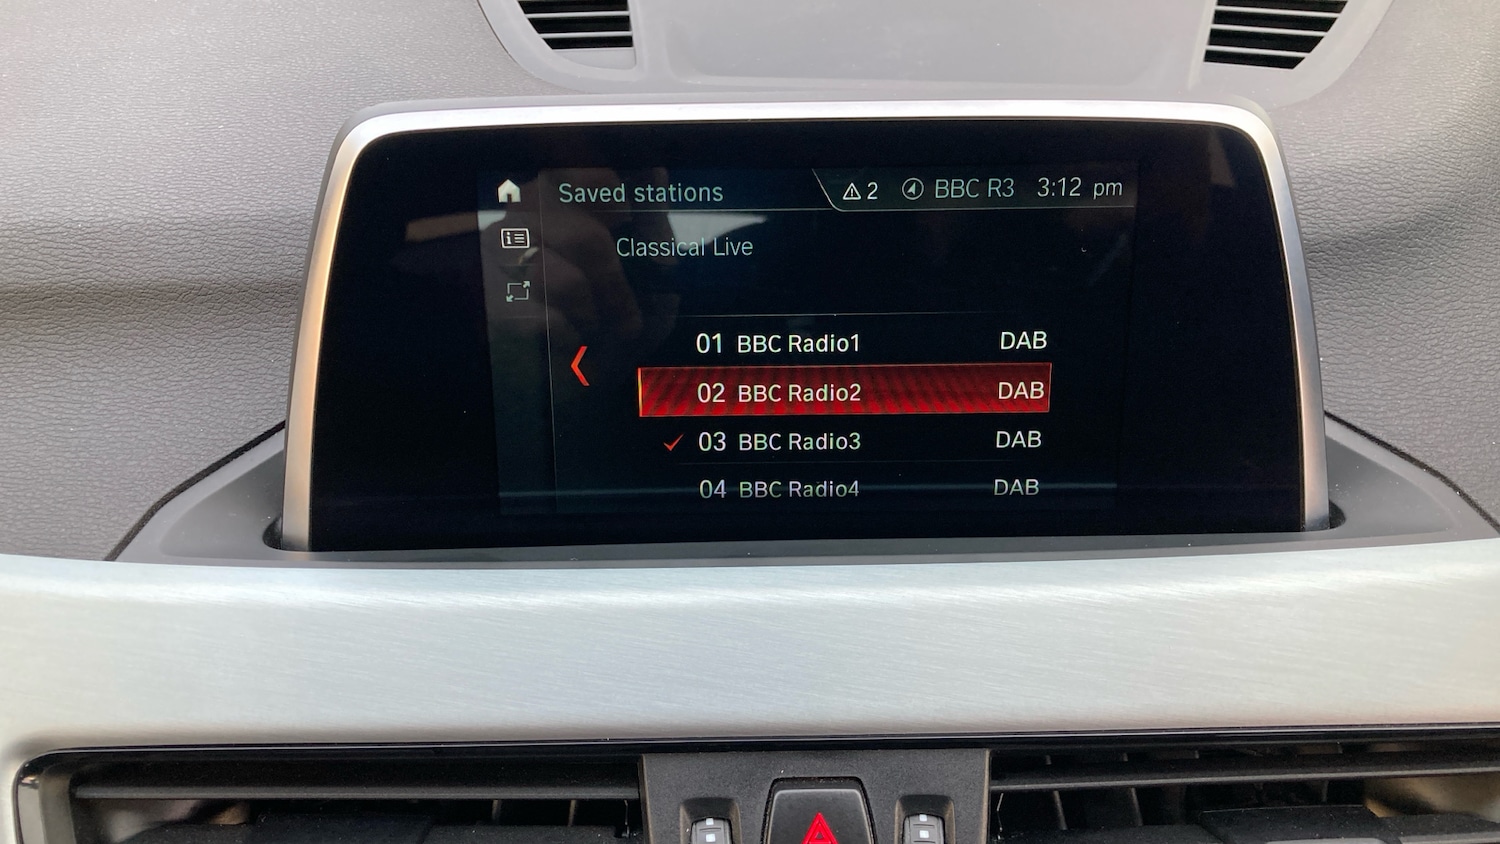 Saved stations
2 BBC R3 3:12 pm
Classical Live
01 BBC Radio1 DAB
02 BBC Radio2 DAB
03 BBC Radio3 DAB
04 BBC Radio4 DAB